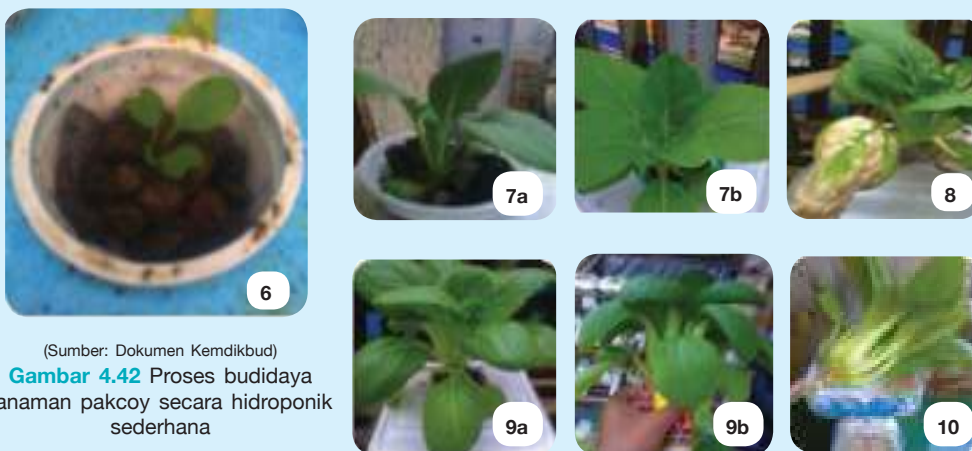 6
7a
7b
8
(Sumber: Dokumen Kemdikbud)
Gambar 4.42 Proses budidaya
anaman pakcoy secara hidroponik
sederhana
9a
9b
10